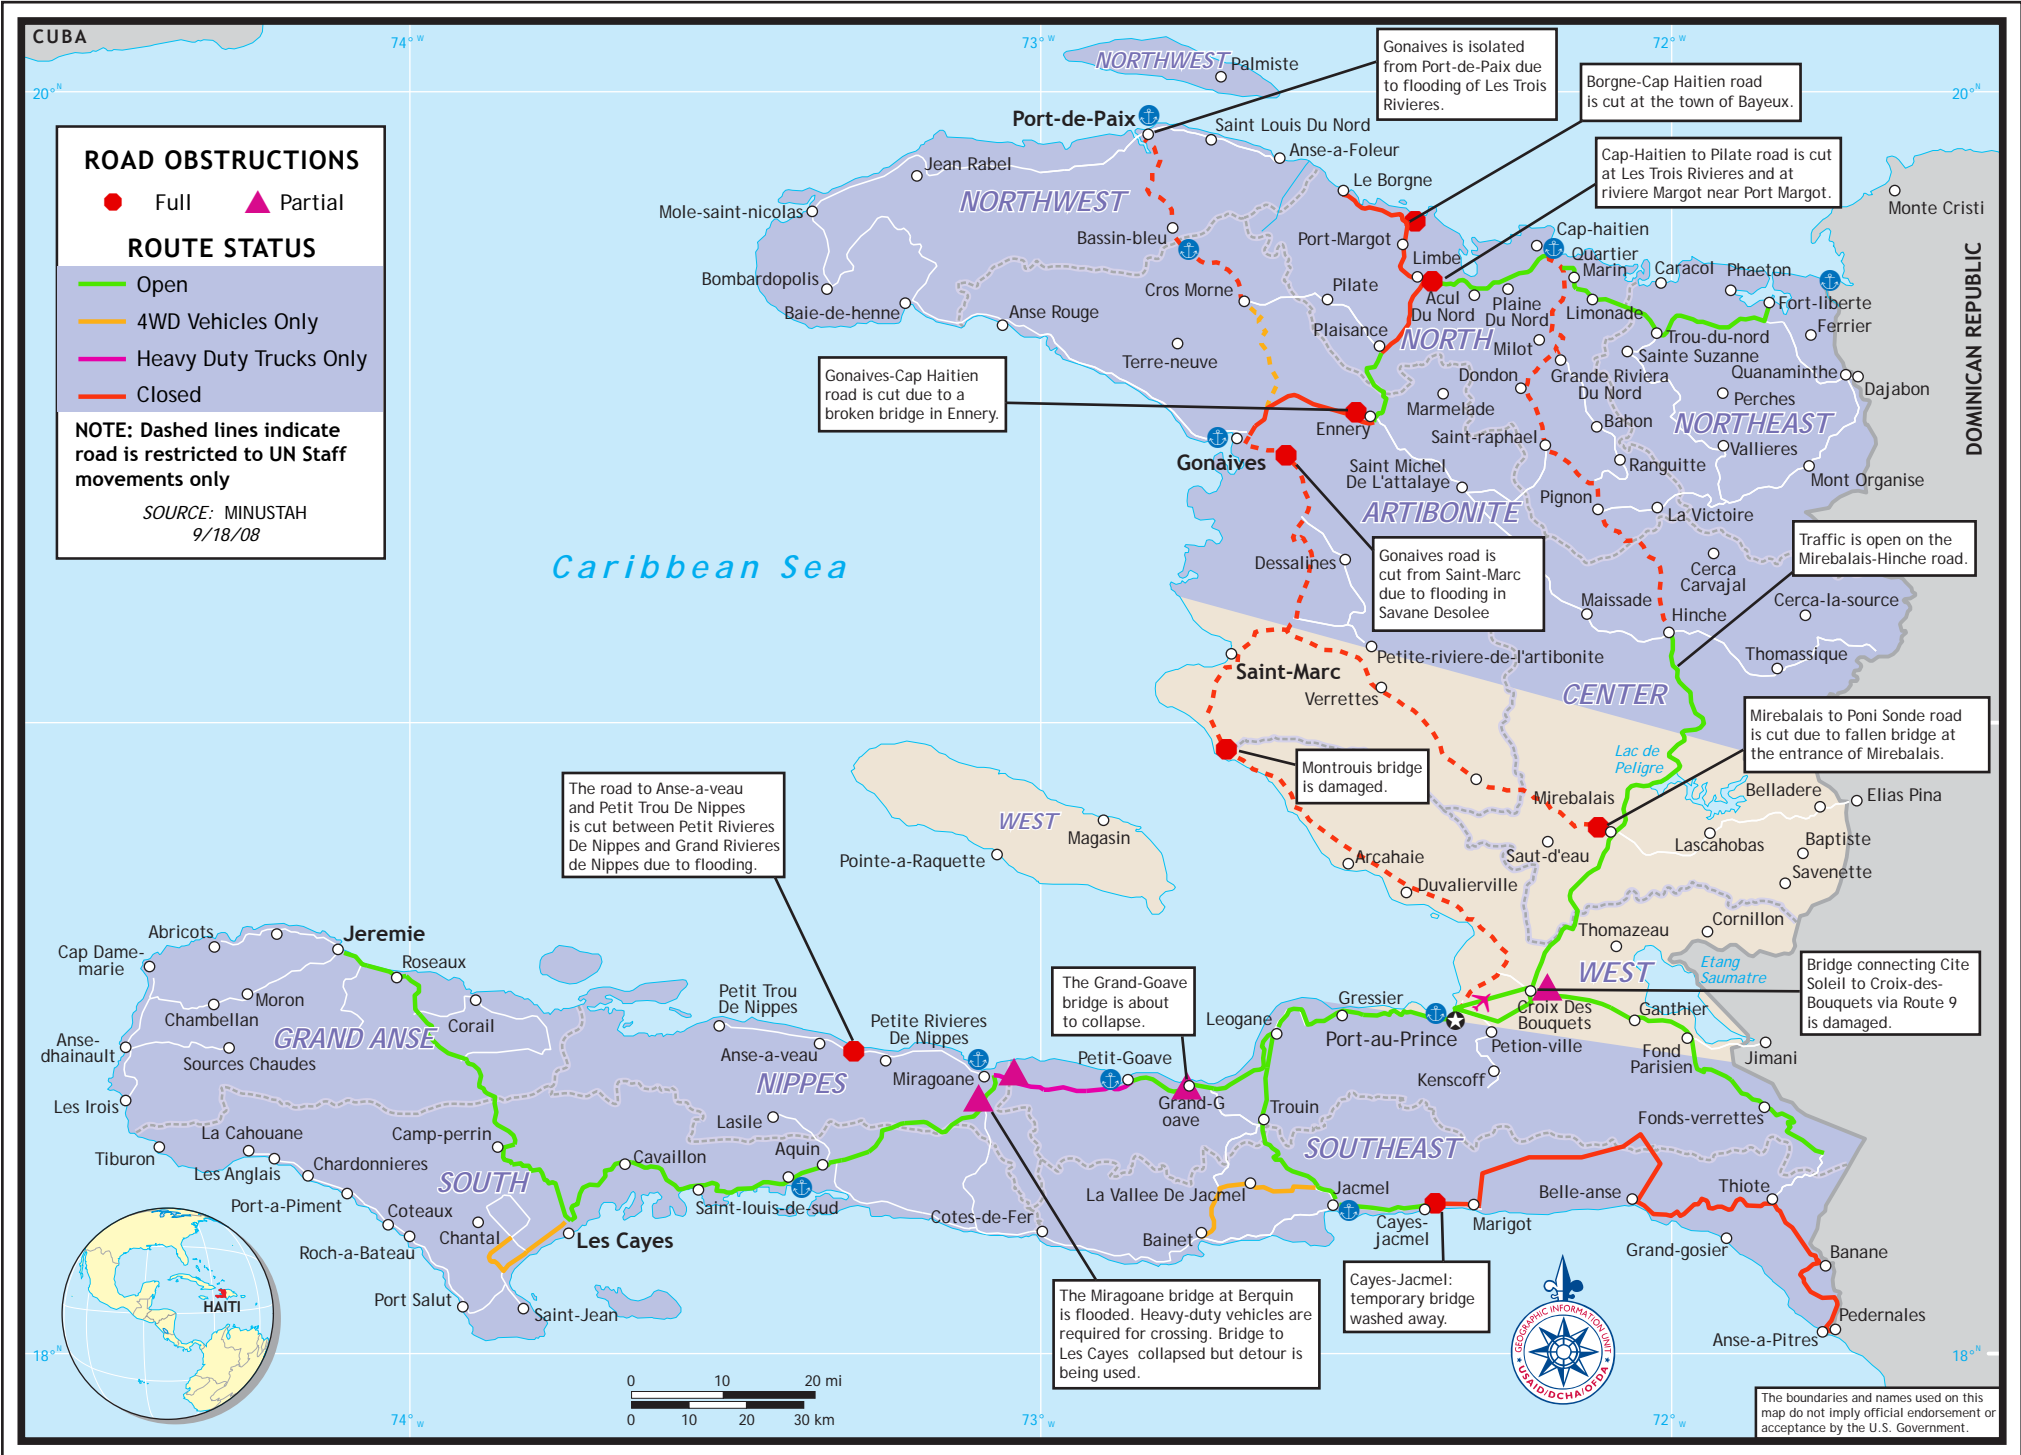 CUBA
74° W
73° W
72° W
20° N
20° N
ROAD OBSTRUCTIONS
Full
Partial
ROUTE STATUS
Open
4WD Vehicles Only
Heavy Duty Trucks Only
Closed
NOTE: Dashed lines indicate
road is restricted to UN Staff
movements only
SOURCE: MINUSTAH
9/18/08
Gonaives is isolated
from Port-de-Paix due
to flooding of Les Trois
Rivieres.
Borgne-Cap Haitien road
is cut at the town of Bayeux.
Cap-Haitien to Pilate road is cut
at Les Trois Rivieres and at
riviere Margot near Port Margot.
NORTHWEST
Palmiste
Port-de-Paix
Saint Louis Du Nord
Anse-a-Foleur
Jean Rabel
Le Borgne
NORTHWEST
Mole-saint-nicolas
Monte Cristi
Bassin-bleu
Port-Margot
Cap-haitien
Limbe
Quartier
Marin
Caracol
Phaeton
Bombardopolis
Cros Morne
Pilate
Acul
Du Nord
Plaine
Du Nord
Limonade
Fort-liberte
Baie-de-henne
Anse Rouge
Plaisance
NORTH
Milot
Trou-du-nord
Ferrier
Terre-neuve
Sainte Suzanne
Dondon
Grande Riviera
Du Nord
Quanaminthe
Dajabon
DOMINICAN REPUBLIC
Gonaives-Cap Haitien
road is cut due to a
broken bridge in Ennery.
Marmelade
Perches
NORTHEAST
Ennery
Saint-raphael
Bahon
Vallieres
Gonaives
Saint Michel
De L'attalaye
Ranguitte
Mont Organise
ARTIBONITE
Pignon
La Victoire
Caribbean Sea
Dessalines
Gonaives road is
cut from Saint-Marc
due to flooding in
Savane Desolee
Traffic is open on the
Mirebalais-Hinche road.
Cerca
Carvajal
Maissade
Hinche
Cerca-la-source
Petite-riviere-de-l'artibonite
Thomassique
Saint-Marc
Verrettes
CENTER
Mirebalais to Poni Sonde road
is cut due to fallen bridge at
the entrance of Mirebalais.
Lac de
Peligre
Montrouis bridge
is damaged.
Mirebalais
Belladere
Elias Pina
The road to Anse-a-veau
and Petit Trou De Nippes
is cut between Petit Rivieres
De Nippes and Grand Rivieres
de Nippes due to flooding.
WEST
Magasin
Pointe-a-Raquette
Arcahaie
Saut-d'eau
Lascahobas
Baptiste
Savenette
Duvalierville
Cornillon
Thomazeau
Abricots
Jeremie
Cap Dame-
marie
Roseaux
WEST
Etang
Saumatre
Bridge connecting Cite
Soleil to Croix-des-
Bouquets via Route 9
is damaged.
The Grand-Goave
bridge is about
to collapse.
Moron
Chambellan
Corail
Petit Trou
De Nippes
Petite Rivieres
De Nippes
Leogane
Gressier
Croix Des
Bouquets
Ganthier
GRAND ANSE
Anse-
dhainault
Sources Chaudes
Anse-a-veau
Port-au-Prince
Petion-ville
Fond
Parisien
Jimani
NIPPES
Miragoane
Petit-Goave
Kenscoff
Les Irois
Lasile
Grand-G
oave
Trouin
Fonds-verrettes
La Cahouane
Camp-perrin
Tiburon
Les Anglais
Chardonnieres
Cavaillon
Aquin
SOUTHEAST
SOUTH
Port-a-Piment
Saint-louis-de-sud
La Vallee De Jacmel
Jacmel
Belle-anse
Thiote
Coteaux
Chantal
Cotes-de-Fer
Bainet
Cayes-
jacmel
Marigot
Roch-a-Bateau
Les Cayes
Grand-gosier
Banane
HAITI
Port Salut
Saint-Jean
The Miragoane bridge at Berquin
is flooded. Heavy-duty vehicles are
required for crossing. Bridge to
Les Cayes collapsed but detour is
being used.
Cayes-Jacmel:
temporary bridge
washed away.
GEOGRAPHIC INFORMATION UNIT
USAID/DCHA/OFDA
Pedernales
Anse-a-Pitres
18° N
18° N
0 10 20 mi
0 10 20 30 km
74° W
73° W
72° W
The boundaries and names used on this
map do not imply official endorsement or
acceptance by the U.S. Government.